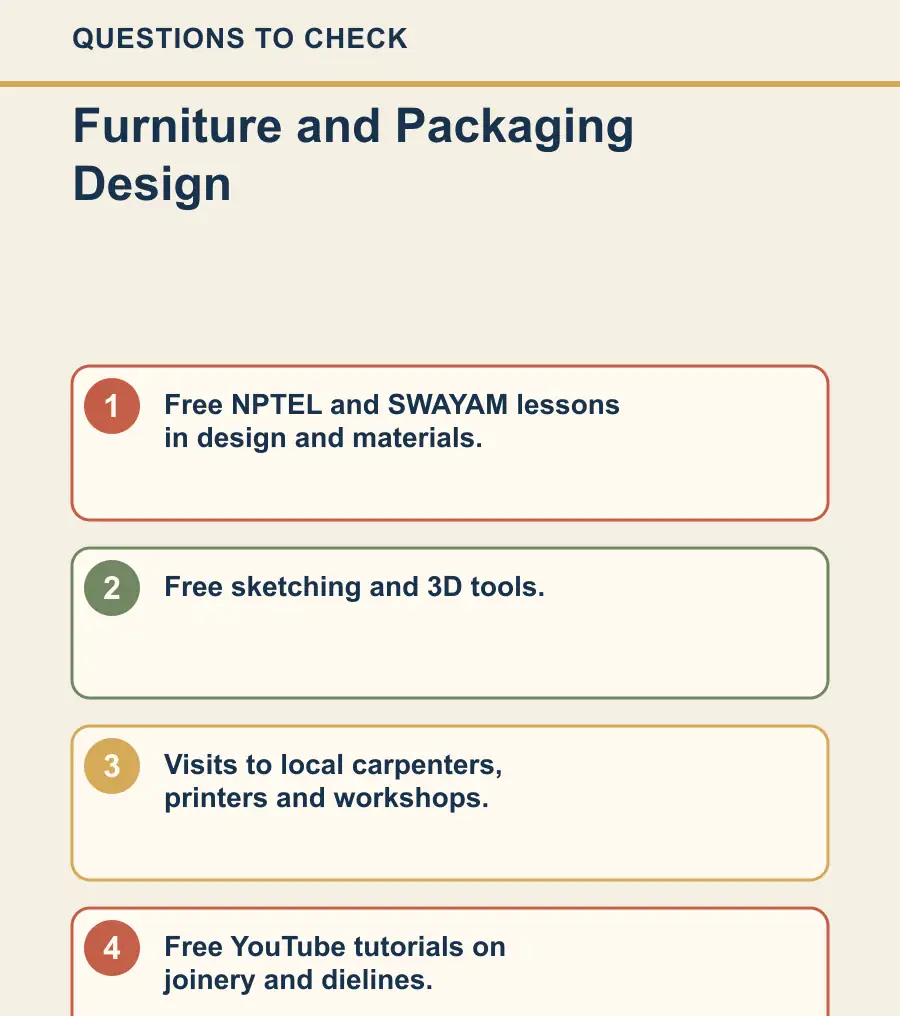 QUESTIONS TO CHECK
Furniture and Packaging
Design
1
Free NPTEL and SWAYAM lessons
in design and materials.
2
Free sketching and 3D tools.
3
Visits to local carpenters,
printers and workshops.
4
Free YouTube tutorials on
joinery and dielines.